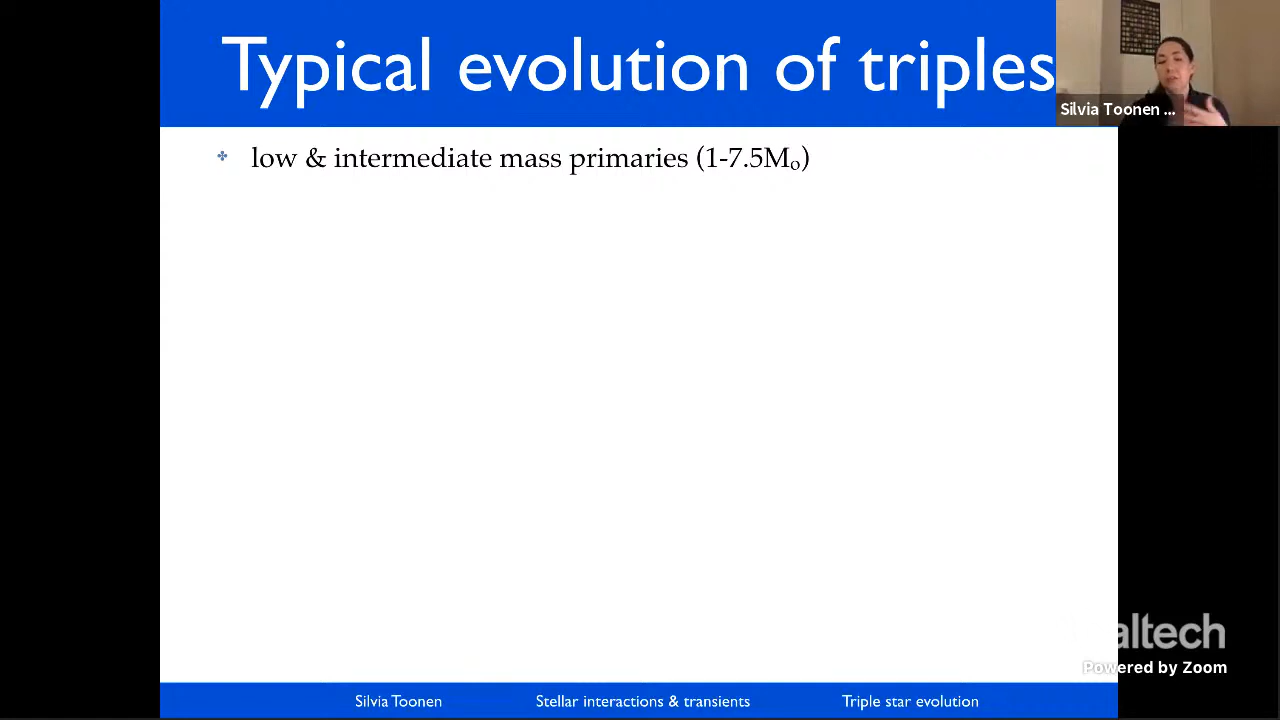 Typical evolution of triples
Silvia Toonen ...
low & intermediate mass primaries (1-7.5Mo)
altech
Powered by Zoom
Silvia Toonen
Stellar interactions & transients
Triple star evolution